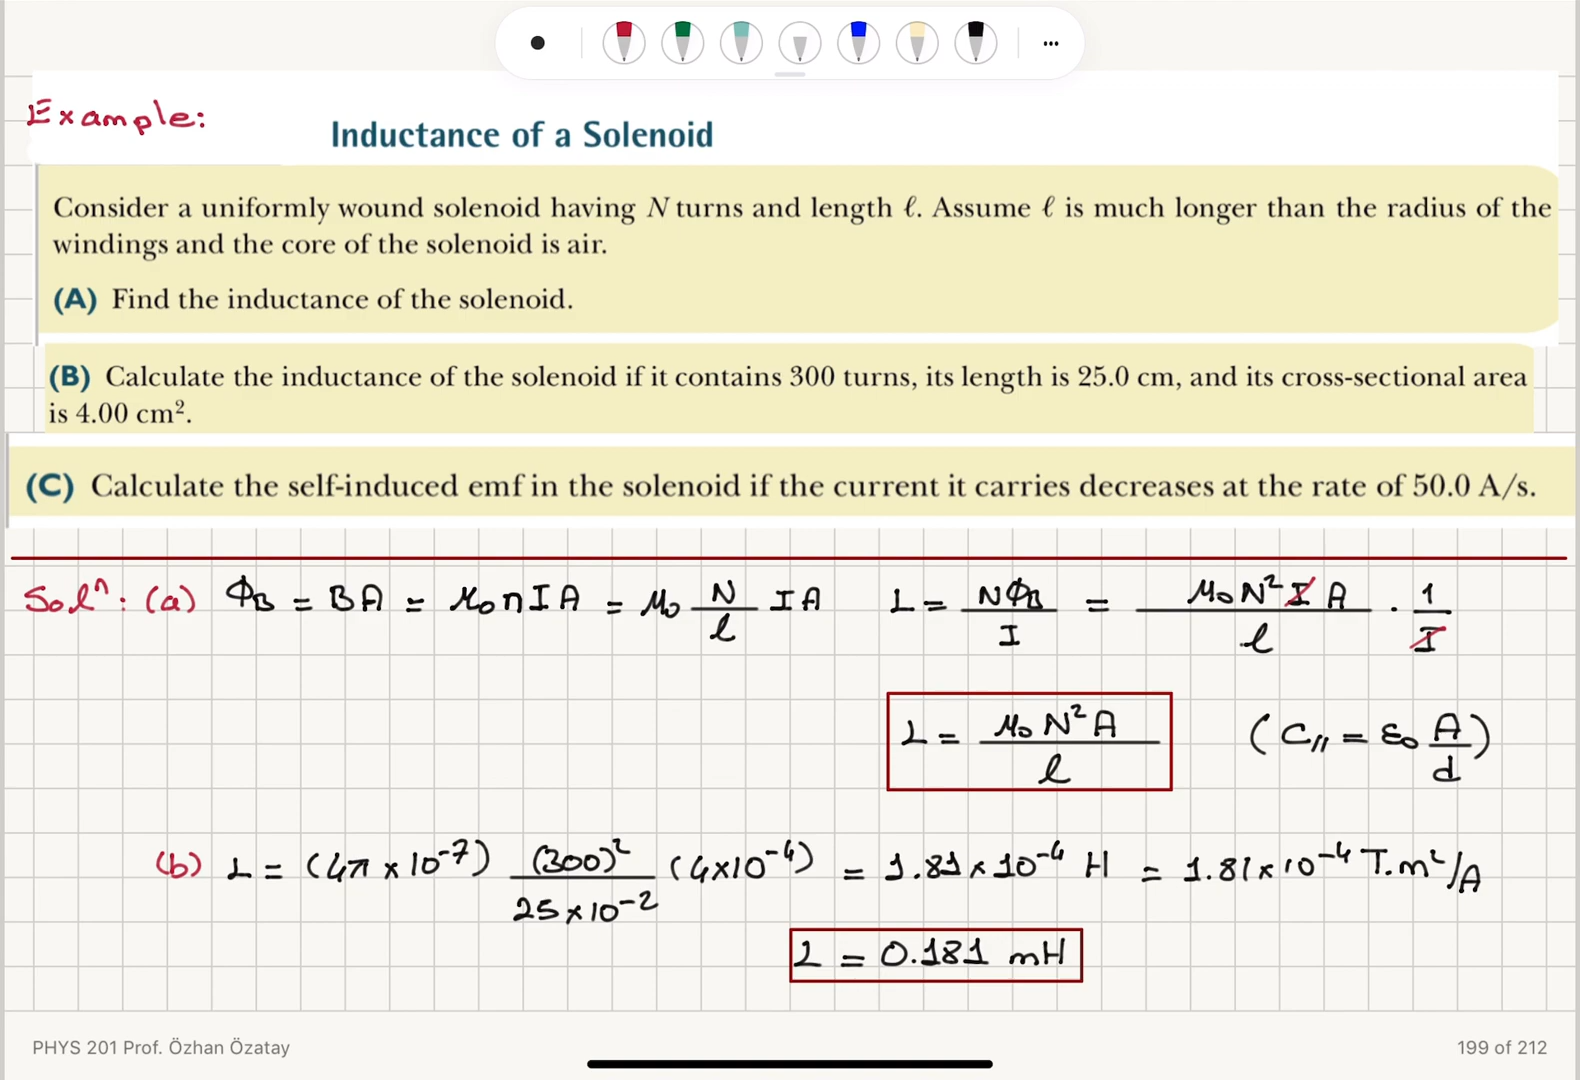 Example:
Inductance of a Solenoid
Consider a uniformly wound solenoid having N turns and length ℓ. Assume ℓ is much longer than the radius of the
windings and the core of the solenoid is air.
(A) Find the inductance of the solenoid.
(B) Calculate the inductance of the solenoid if it contains 300 turns, its length is 25.0 cm, and its cross-sectional area
is 4.00 cm².
(C) Calculate the self-induced emf in the solenoid if the current it carries decreases at the rate of 50.0 A/s.
Solⁿ: (a) Φ_B = BA = μ₀nIA = μ₀ N/ℓ IA   L = NΦ_B/I = μ₀N²IA/ℓ · 1/I
L = μ₀N²A/ℓ   (C_∥ = ε₀ A/d)
(b) L = (4π×10⁻⁷) (300)²/25×10⁻² (4×10⁻⁴) = 1.81×10⁻⁴ H = 1.81×10⁻⁴ T.m²/A
L = 0.181 mH
PHYS 201 Prof. Özhan Özatay
199 of 212